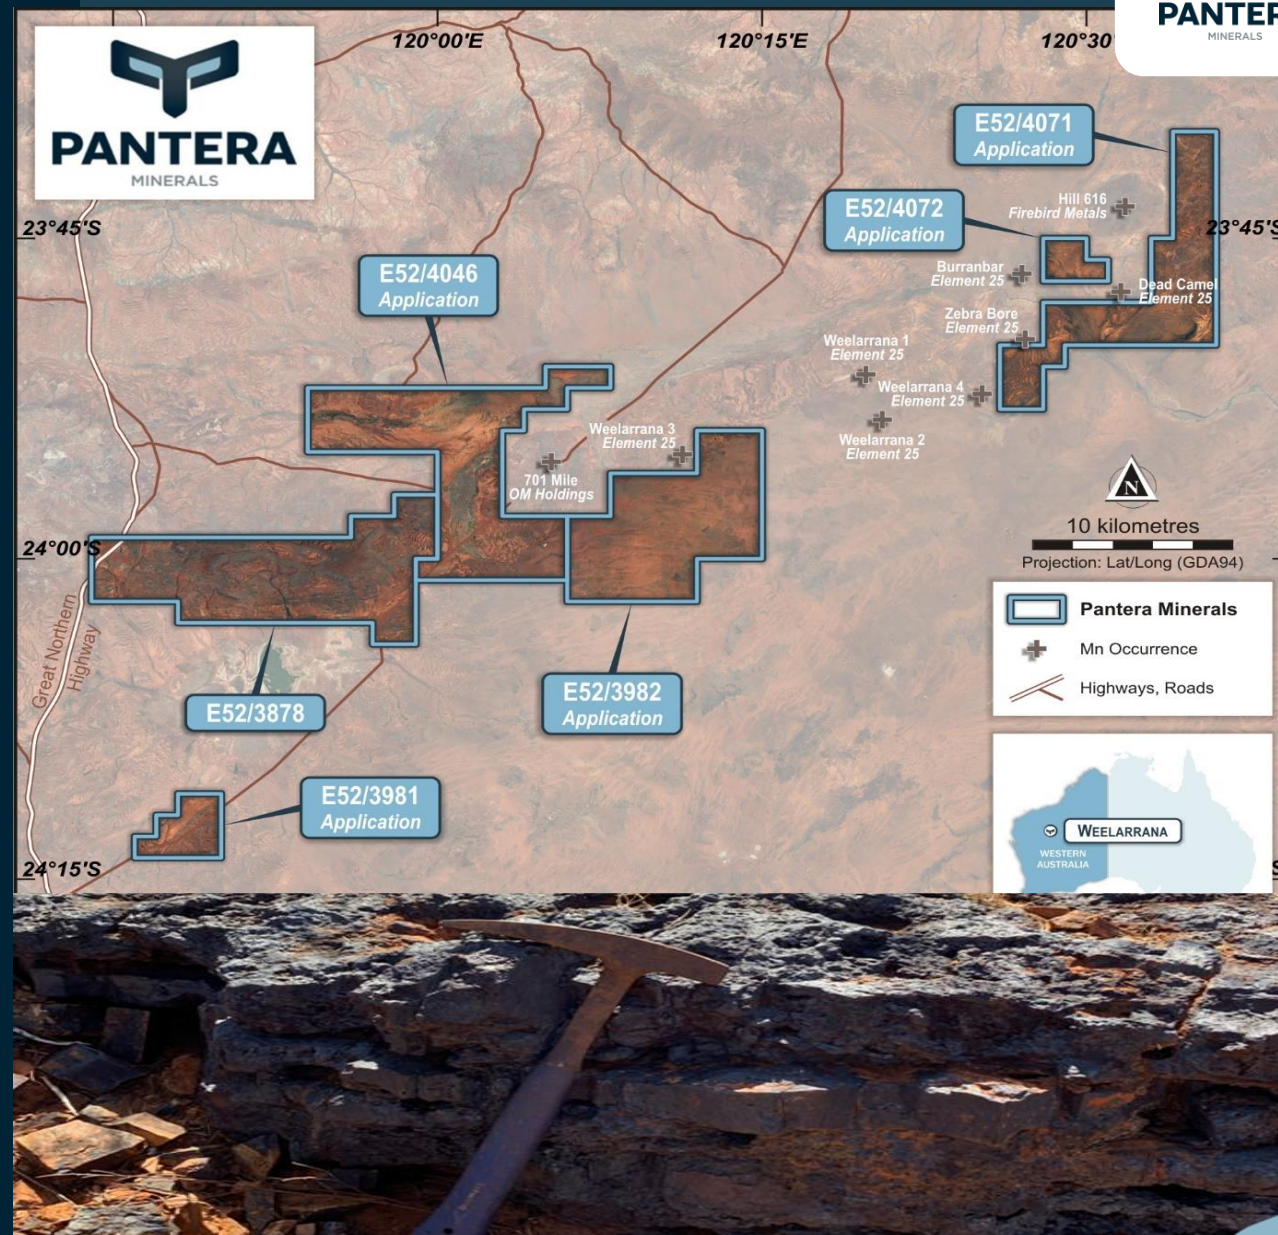 PANTER
MINERALS
120°00'E
120°15'E
120°30'
PANTERA
MINERALS
E52/4071
Application
Hill 616
Firebird Metals
E52/4072
Application
23°45'S
23°45'S
E52/4046
Application
Burranbar
Element 25
Dead Camel
Element 25
Zebra Bore
Element 25
Weelarrana 1
Element 25
Weelarrana 4
Element 25
Weelarrana 3
Element 25
Weelarrana 2
Element 25
701 Mile
OM Holdings
N
10 kilometres
Projection: Lat/Long (GDA94)
24°00'S
Pantera Minerals
Mn Occurrence
Highways, Roads
Great Northern
Highway
E52/3878
E52/3982
Application
E52/3981
Application
WEELARRANA
WESTERN
AUSTRALIA
24°15'S
S